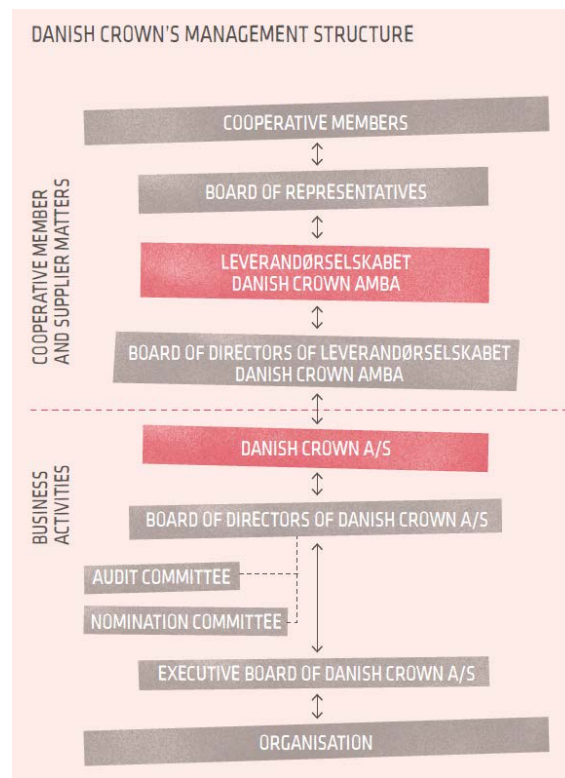 DANISH CROWN'S MANAGEMENT STRUCTURE
COOPERATIVE MEMBER
AND SUPPLIER MATTERS
COOPERATIVE MEMBERS
BOARD OF REPRESENTATIVES
LEVERANDØRSELSKABET
DANISH CROWN AMBA
BOARD OF DIRECTORS OF LEVERANDØRSELSKABET
DANISH CROWN AMBA
BUSINESS
ACTIVITIES
DANISH CROWN A/S
BOARD OF DIRECTORS OF DANISH CROWN A/S
AUDIT COMMITTEE
NOMINATION COMMITTEE
EXECUTIVE BOARD OF DANISH CROWN A/S
ORGANISATION